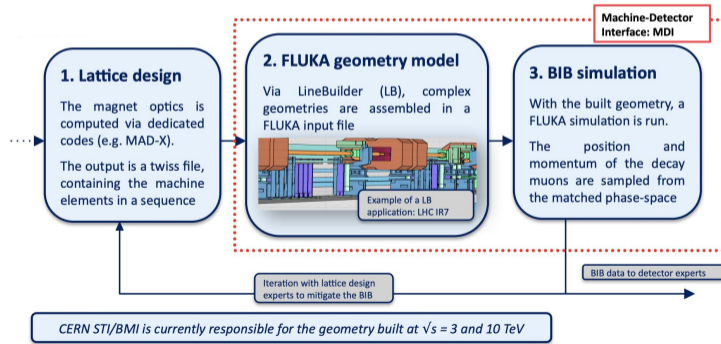 Machine-Detector
Interface: MDI
1. Lattice design
The magnet optics is
computed via dedicated
codes (e.g. MAD-X).
The output is a twiss file,
containing the machine
elements in a sequence
2. FLUKA geometry model
Via LineBuilder (LB), complex
geometries are assembled in a
FLUKA input file
Example of a LB
application: LHC IR7
3. BIB simulation
With the built geometry, a
FLUKA simulation is run.
The position and
momentum of the decay
muons are sampled from
the matched phase-space
Iteration with lattice design
experts to mitigate the BIB
BIB data to detector experts
CERN STI/BMI is currently responsible for the geometry built at √s = 3 and 10 TeV